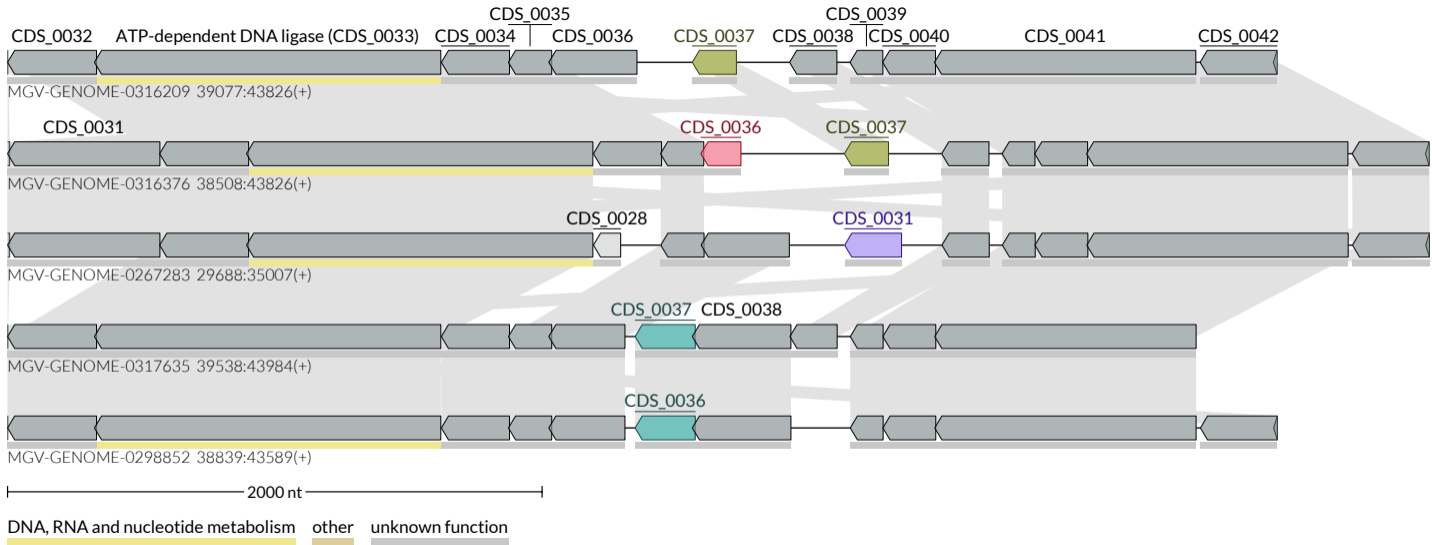 CDS_0035 CDS_0039
CDS_0032 ATP-dependent DNA ligase (CDS_0033) CDS_0034 CDS_0036 CDS_0037 CDS_0038 CDS_0040 CDS_0041 CDS_0042
MGV-GENOME-0316209 39077:43826(+)
CDS_0031 CDS_0036 CDS_0037
MGV-GENOME-0316376 38508:43826(+)
CDS_0028 CDS_0031
MGV-GENOME-0267283 29688:35007(+)
CDS_0037 CDS_0038
MGV-GENOME-0317635 39538:43984(+)
CDS_0036
MGV-GENOME-0298852 38839:43589(+)
2000 nt
DNA, RNA and nucleotide metabolism other unknown function